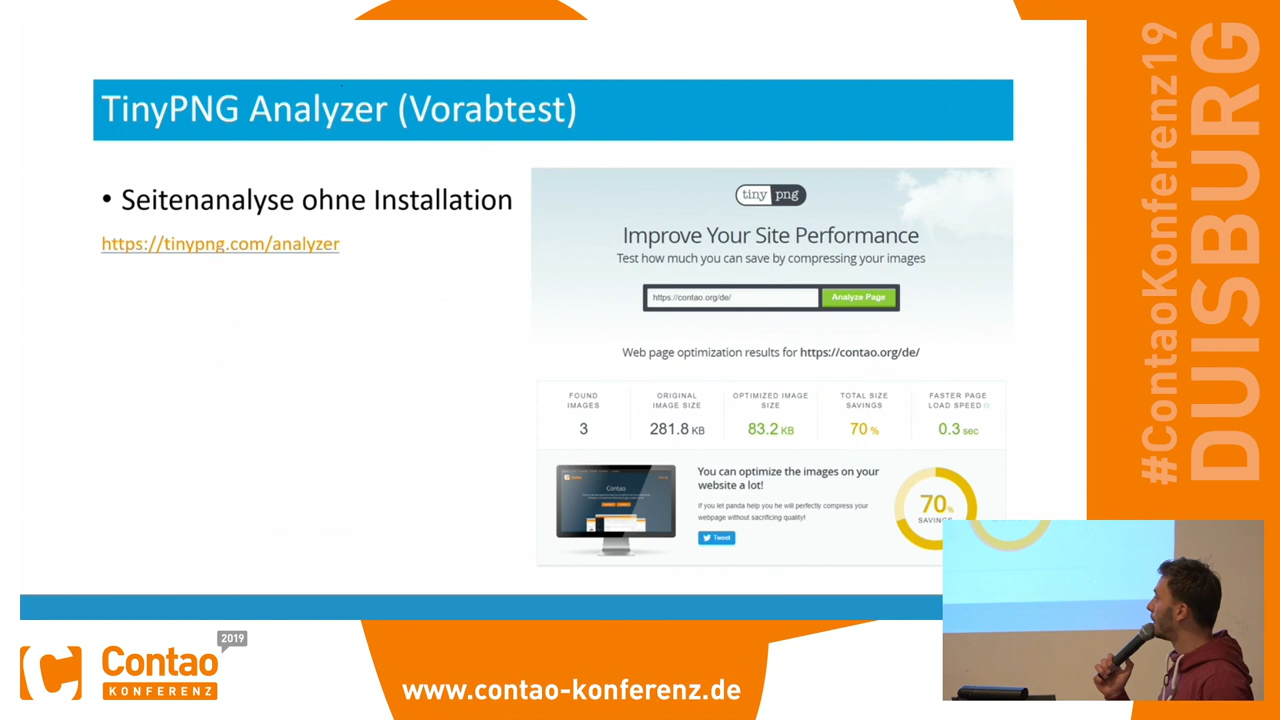 TinyPNG Analyzer (Vorabtest)
• Seitenanalyse ohne Installation
https://tinypng.com/analyzer
tiny png
Improve Your Site Performance
Test how much you can save by compressing your images
https://contao.org/de/
Analyze Page
Web page optimization results for https://contao.org/de/
FOUND IMAGES
3
ORIGINAL IMAGE SIZE
281.8 KB
OPTIMIZED IMAGE SIZE
83.2 KB
TOTAL SIZE SAVINGS
70 %
FASTER PAGE LOAD SPEED
0.3 sec
Contao
You can optimize the images on your
website a lot!
If you let panda help you he will perfectly compress your
webpage without sacrificing quality!
Tweet
70%
SAVINGS
#ContaoKonferenz19
DUISBURG
2019
Contao
KONFERENZ
www.contao-konferenz.de